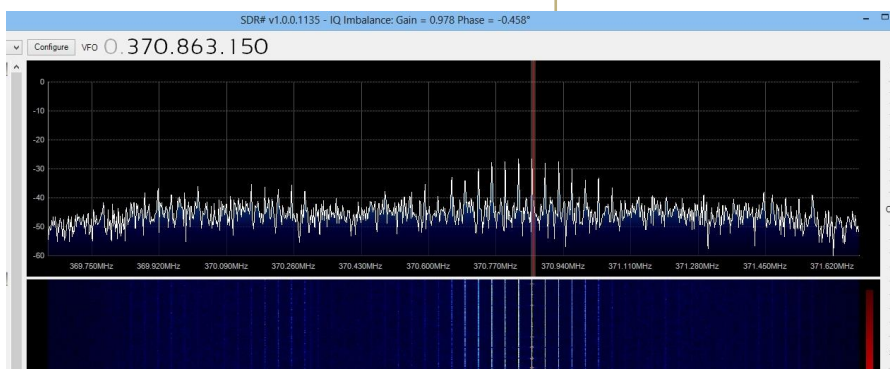 SDR# v1.0.0.1135 - IQ Imbalance: Gain = 0.978 Phase = -0.458°
Configure VFO 0.370.863.150
0
-10
-20
-30
-40
-50
-60
369.750MHz 369.920MHz 370.090MHz 370.260MHz 370.430MHz 370.600MHz 370.770MHz 370.940MHz 371.110MHz 371.280MHz 371.450MHz 371.620MHz